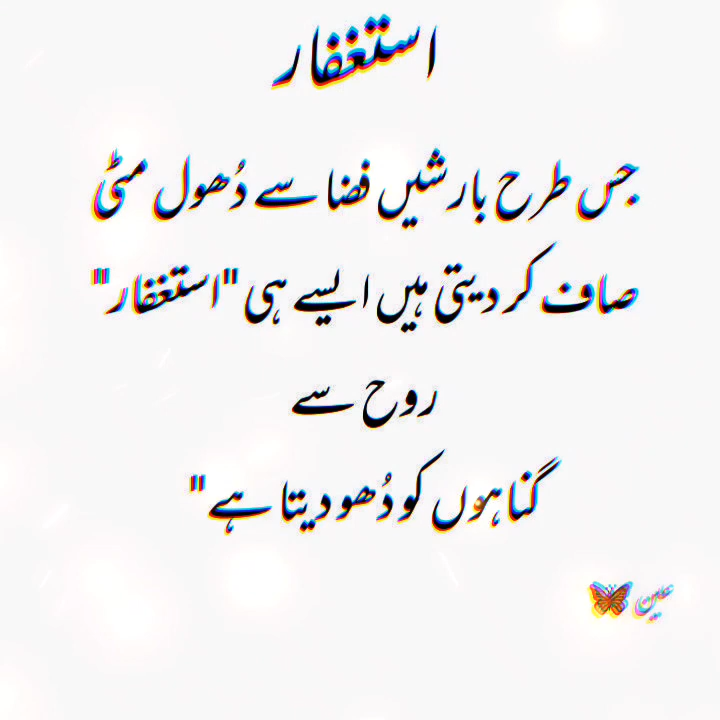 استغفار
جس طرح بارشیں فضا سے دُھول مٹی
صاف کر دیتی ہیں ایسے ہی "استغفار"
روح سے
گناہوں کو دُھو دیتا ہے"
عین 🦋